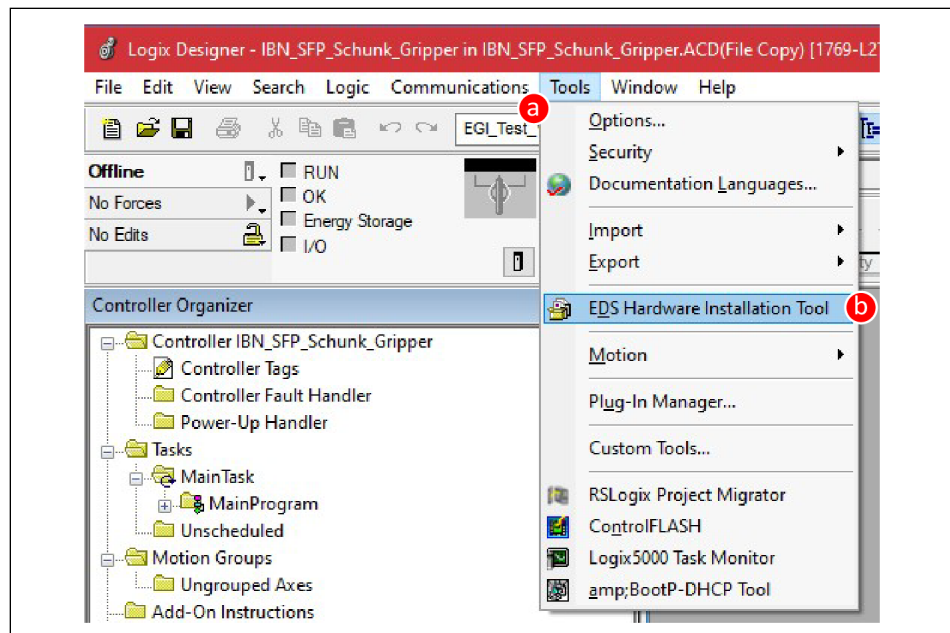 Logix Designer - IBN_SFP_Schunk_Gripper in IBN_SFP_Schunk_Gripper.ACD(File Copy) [1769-L2
File Edit View Search Logic Communications Tools Window Help
a
EGI_Test_
Offline
No Forces
No Edits
RUN
OK
Energy Storage
I/O
Options...
Security
Documentation Languages...
Import
Export
ty
EDS Hardware Installation Tool
b
Motion
Plug-In Manager...
Custom Tools...
RSLogix Project Migrator
ControlFLASH
Logix5000 Task Monitor
amp;BootP-DHCP Tool
Controller Organizer
Controller IBN_SFP_Schunk_Gripper
Controller Tags
Controller Fault Handler
Power-Up Handler
Tasks
MainTask
MainProgram
Unscheduled
Motion Groups
Ungrouped Axes
Add-On Instructions